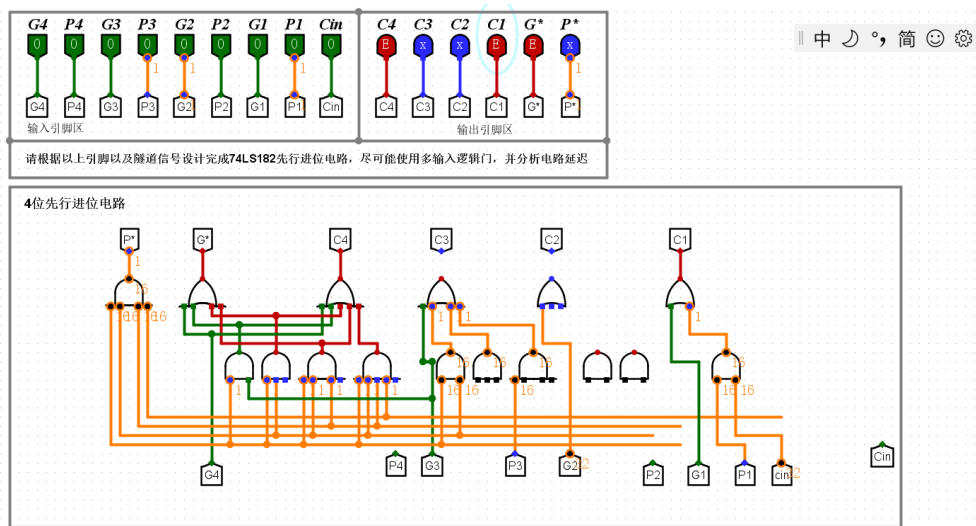 G4 P4 G3 P3 G2 P2 G1 P1 Cin C4 C3 C2 C1 G* P*
0 0 0 0 0 0 0 0 0 E x x E E x
1 1 1 1
G4 P4 G3 P3 G2 P2 G1 P1 Cin C4 C3 C2 C1 G* P*
输入引脚区 输出引脚区
中 简
请根据以上引脚以及隧道信号设计完成74LS182先行进位电路，尽可能使用多输入逻辑门，并分析电路延迟
4位先行进位电路
P* G* C4 C3 C2 C1
1
16
16 16 16 1 1 1 1
16 16 16 16
1 1 1 1 16 16 16 16 16
G4 P4 G3 P3 G2 P2 G1 P1 cin Cin